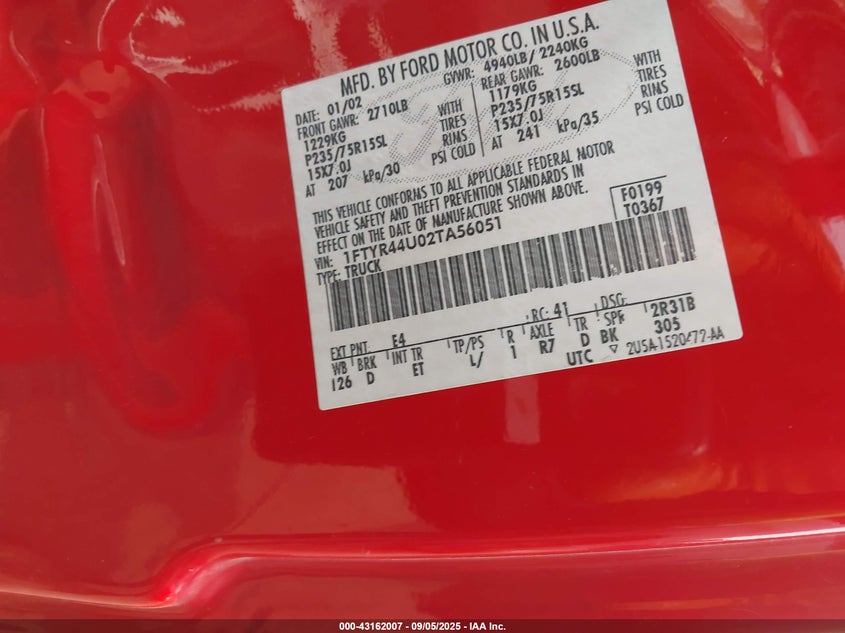 MFD. BY FORD MOTOR CO. IN U.S.A.
DATE: 01/02 GVWR: 4940LB/ 2240KG
FRONT GAWR: 2710LB REAR GAWR: 2600LB
1229KG WITH 1179KG WITH
P235/75R15SL TIRES P235/75R15SL TIRES
15X7.0J RIMS 15X7.0J RIMS
AT 207 kPa/30 PSI COLD AT 241 kPa/35 PSI COLD
THIS VEHICLE CONFORMS TO ALL APPLICABLE FEDERAL MOTOR
VEHICLE SAFETY AND THEFT PREVENTION STANDARDS IN
EFFECT ON THE DATE OF MANUFACTURE SHOWN ABOVE.
VIN: 1FTYR44U02TA56051 F0199
TYPE: TRUCK T0367
EXT PNT: E4 RC: 41 DSG: 2R31B
WB BRK INT TR TP/PS R AXLE TR SPR 305
126 D ET L/ 1 R7 D BK
UTC ▽ 2U5A-1520472-AA
000-43162007 - 09/05/2025 - IAA Inc.